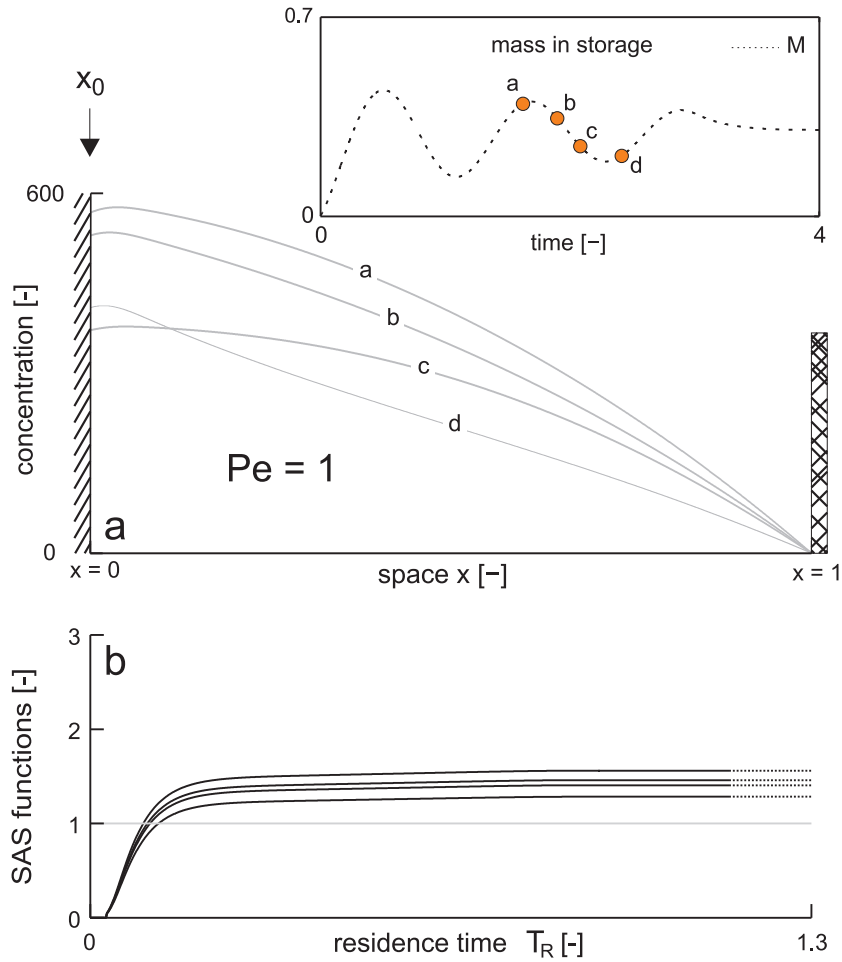 0.7
mass in storage
M
a
b
c
d
0
0
time [−]
4
x0
600
concentration [-]
a
b
c
d
Pe = 1
a
0
x = 0
space x [−]
x = 1
3
b
2
SAS functions [-]
1
0
0
residence time TR [-]
1.3